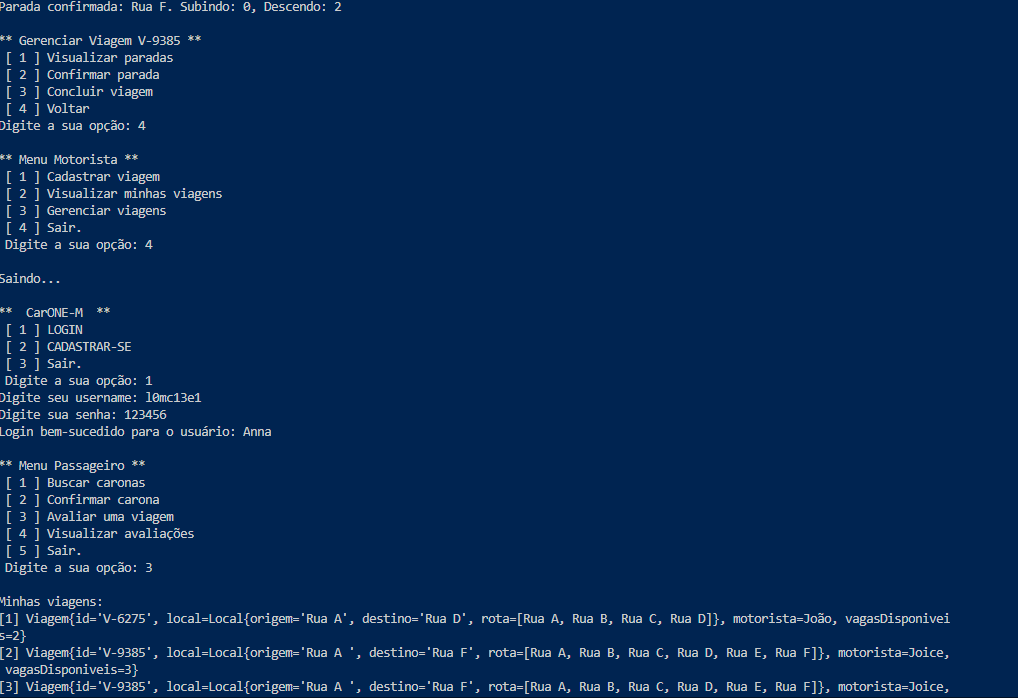 Parada confirmada: Rua F. Subindo: 0, Descendo: 2
** Gerenciar Viagem V-9385 **
[ 1 ] Visualizar paradas
[ 2 ] Confirmar parada
[ 3 ] Concluir viagem
[ 4 ] Voltar
Digite a sua opção: 4
** Menu Motorista **
[ 1 ] Cadastrar viagem
[ 2 ] Visualizar minhas viagens
[ 3 ] Gerenciar viagens
[ 4 ] Sair.
Digite a sua opção: 4
Saindo...
**  CarONE-M  **
[ 1 ] LOGIN
[ 2 ] CADASTRAR-SE
[ 3 ] Sair.
Digite a sua opção: 1
Digite seu username: l0mc13e1
Digite sua senha: 123456
Login bem-sucedido para o usuário: Anna
** Menu Passageiro **
[ 1 ] Buscar caronas
[ 2 ] Confirmar carona
[ 3 ] Avaliar uma viagem
[ 4 ] Visualizar avaliações
[ 5 ] Sair.
Digite a sua opção: 3
Minhas viagens:
[1] Viagem{id='V-6275', local=Local{origem='Rua A', destino='Rua D', rota=[Rua A, Rua B, Rua C, Rua D]}, motorista=João, vagasDisponivei
s=2}
[2] Viagem{id='V-9385', local=Local{origem='Rua A ', destino='Rua F', rota=[Rua A, Rua B, Rua C, Rua D, Rua E, Rua F]}, motorista=Joice,
vagasDisponiveis=3}
[3] Viagem{id='V-9385', local=Local{origem='Rua A ', destino='Rua F', rota=[Rua A, Rua B, Rua C, Rua D, Rua E, Rua F]}, motorista=Joice,